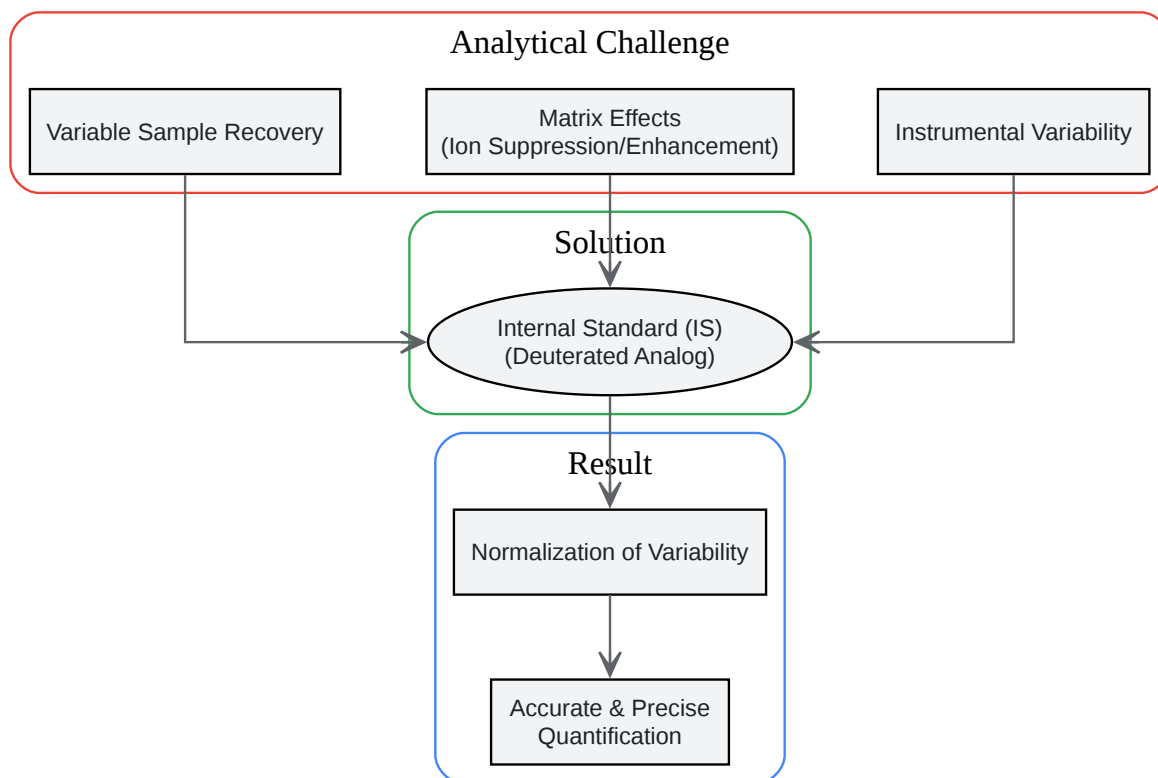 Analytical Challenge
Variable Sample Recovery
Matrix Effects
(Ion Suppression/Enhancement)
Instrumental Variability
Solution
Internal Standard (IS)
(Deuterated Analog)
Result
Normalization of Variability
Accurate & Precise
Quantification